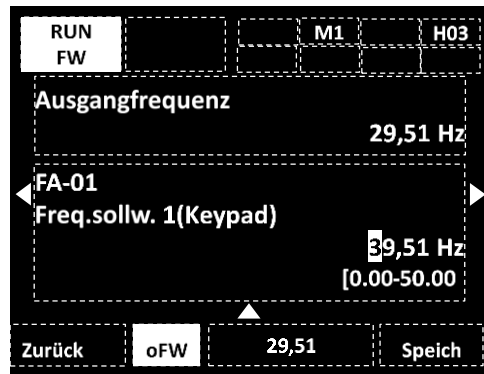 RUN M1 H03
FW
Ausgangfrequenz
29,51 Hz
FA-01
Freq.sollw. 1(Keypad)
39,51 Hz
[0.00-50.00
Zurück oFW 29,51 Speich